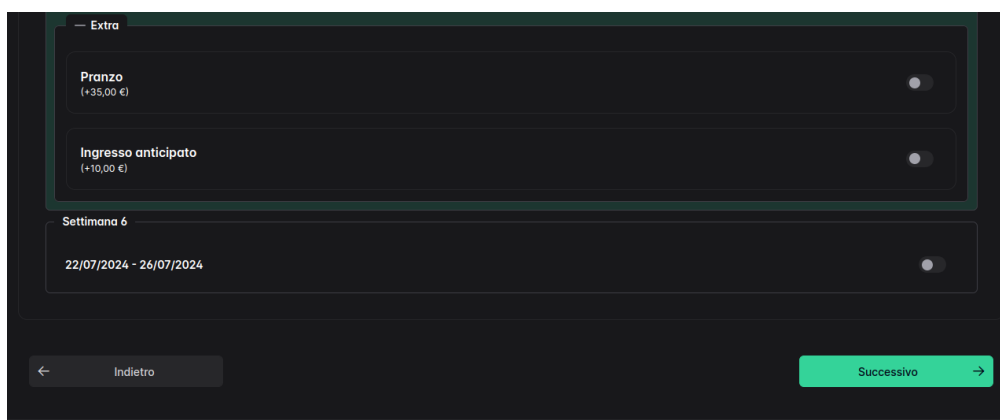 — Extra
Pranzo
(+35,00 €)
Ingresso anticipato
(+10,00 €)
Settimana 6
22/07/2024 - 26/07/2024
← Indietro
Successivo →